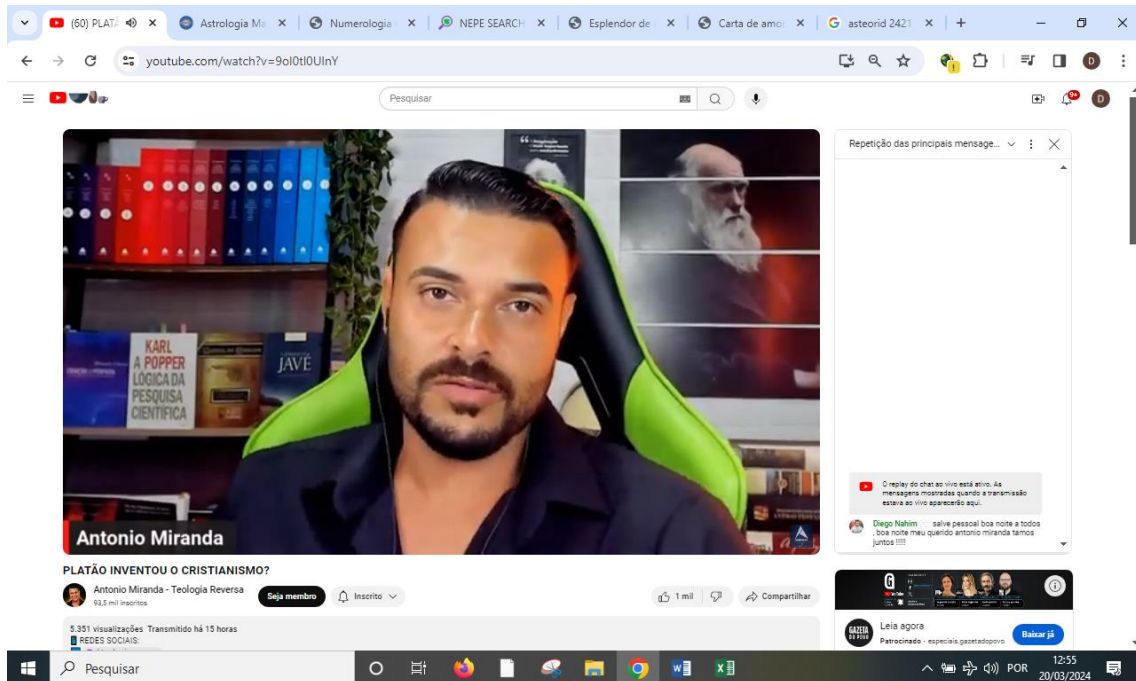 (60) PLATÃ
Astrologia Ma
Numerologia
NEPE SEARCH
Esplendor de
Carta de amor
asteorid 2421
youtube.com/watch?v=9oI0tI0UInY
D
Pesquisar
9+
D
Repetição das principais mensage...
KARL
A POPPER
LÓGICA DA
PESQUISA
CIENTÍFICA
JAVÉ
Antonio Miranda
O replay do chat ao vivo está ativo. As
mensagens mostradas quando a transmissão
estava ao vivo aparecerão aqui.
Diego Nahim salve pessoal boa noite a todos
, boa noite meu querido antonio miranda tamos
juntos !!!!!
PLATÃO INVENTOU O CRISTIANISMO?
Antonio Miranda - Teologia Reversa
93,5 mil inscritos
Seja membro
Inscrito
1 mil
Compartilhar
5.351 visualizações Transmitido há 15 horas
REDES SOCIAIS:
GAZETA
DO POVO
Leia agora
Patrocinado · especiais.gazetadopovo
Baixar já
Pesquisar
POR
12:55
20/03/2024